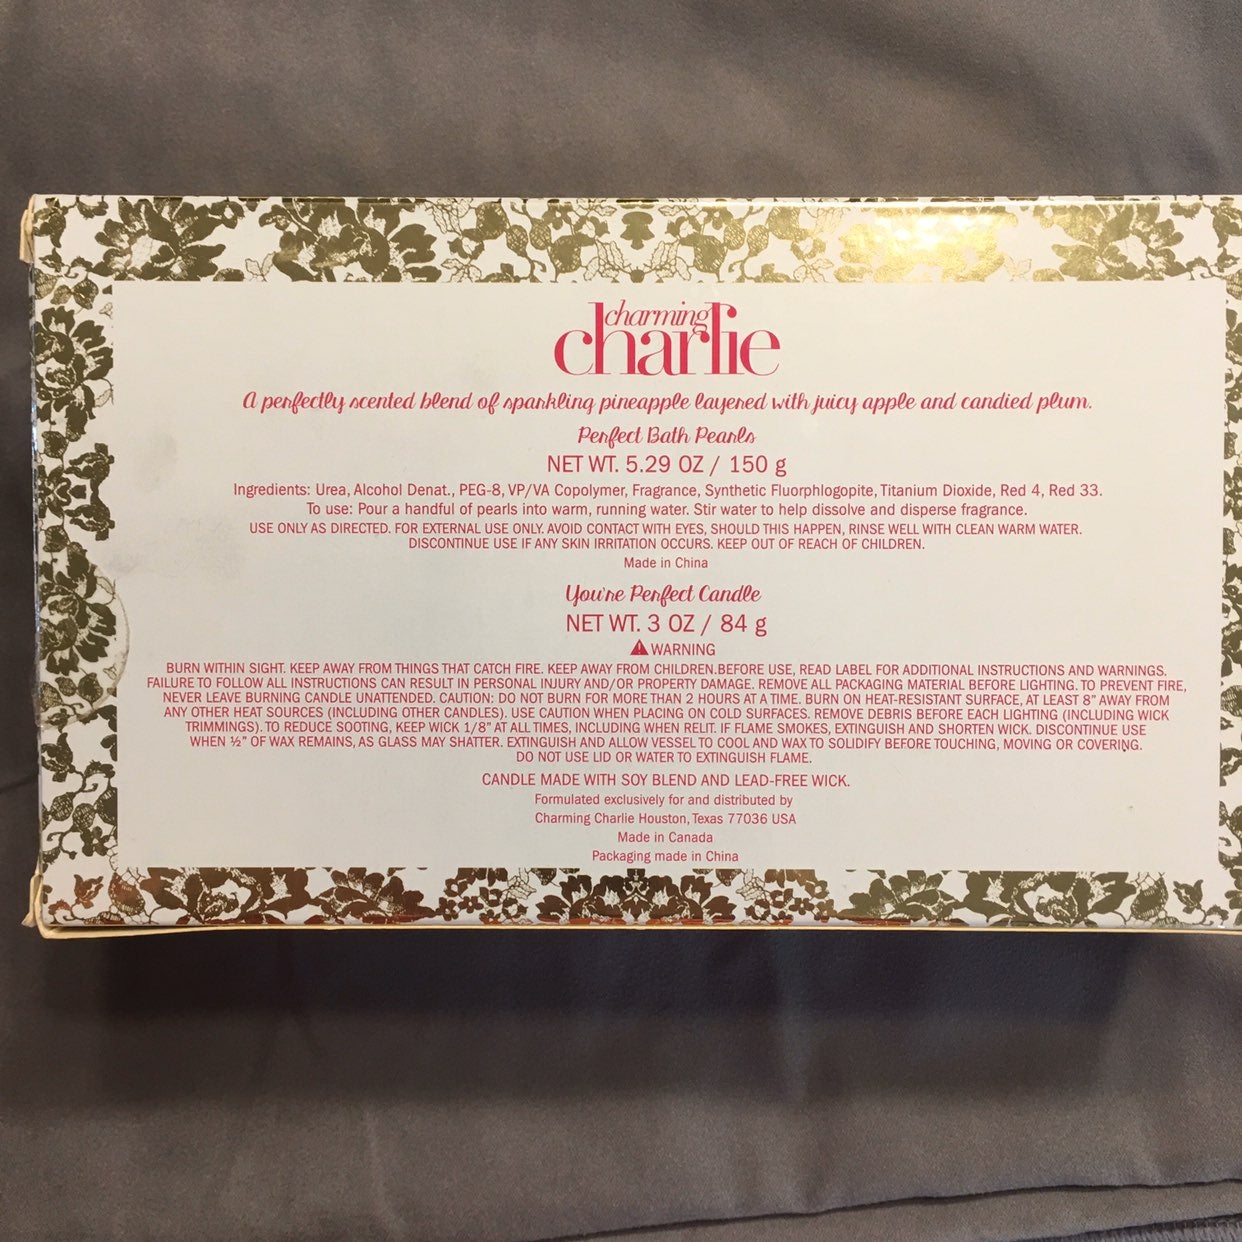 charming
charlie
A perfectly scented blend of sparkling pineapple layered with juicy apple and candied plum.
Perfect Bath Pearls
NET WT. 5.29 OZ / 150 g
Ingredients: Urea, Alcohol Denat., PEG-8, VP/VA Copolymer, Fragrance, Synthetic Fluorphlogopite, Titanium Dioxide, Red 4, Red 33.
To use: Pour a handful of pearls into warm, running water. Stir water to help dissolve and disperse fragrance.
USE ONLY AS DIRECTED. FOR EXTERNAL USE ONLY. AVOID CONTACT WITH EYES, SHOULD THIS HAPPEN, RINSE WELL WITH CLEAN WARM WATER.
DISCONTINUE USE IF ANY SKIN IRRITATION OCCURS. KEEP OUT OF REACH OF CHILDREN.
Made in China
You're Perfect Candle
NET WT. 3 OZ / 84 g
WARNING
BURN WITHIN SIGHT. KEEP AWAY FROM THINGS THAT CATCH FIRE. KEEP AWAY FROM CHILDREN.BEFORE USE, READ LABEL FOR ADDITIONAL INSTRUCTIONS AND WARNINGS.
FAILURE TO FOLLOW ALL INSTRUCTIONS CAN RESULT IN PERSONAL INJURY AND/OR PROPERTY DAMAGE. REMOVE ALL PACKAGING MATERIAL BEFORE LIGHTING. TO PREVENT FIRE,
NEVER LEAVE BURNING CANDLE UNATTENDED. CAUTION: DO NOT BURN FOR MORE THAN 2 HOURS AT A TIME. BURN ON HEAT-RESISTANT SURFACE, AT LEAST 8" AWAY FROM
ANY OTHER HEAT SOURCES (INCLUDING OTHER CANDLES). USE CAUTION WHEN PLACING ON COLD SURFACES. REMOVE DEBRIS BEFORE EACH LIGHTING (INCLUDING WICK
TRIMMINGS). TO REDUCE SOOTING, KEEP WICK 1/8" AT ALL TIMES, INCLUDING WHEN RELIT. IF FLAME SMOKES, EXTINGUISH AND SHORTEN WICK. DISCONTINUE USE
WHEN ½" OF WAX REMAINS, AS GLASS MAY SHATTER. EXTINGUISH AND ALLOW VESSEL TO COOL AND WAX TO SOLIDIFY BEFORE TOUCHING, MOVING OR COVERING.
DO NOT USE LID OR WATER TO EXTINGUISH FLAME.
CANDLE MADE WITH SOY BLEND AND LEAD-FREE WICK.
Formulated exclusively for and distributed by
Charming Charlie Houston, Texas 77036 USA
Made in Canada
Packaging made in China